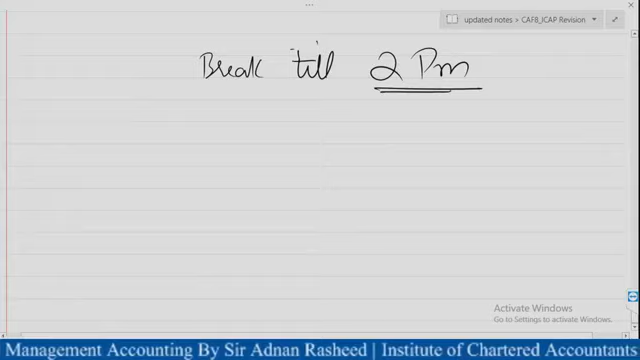 updated notes > CAF8_ICAP Revision
Break till 2 Pm
Activate Windows
Go to Settings to activate Windows.
Management Accounting By Sir Adnan Rasheed | Institute of Chartered Accountants